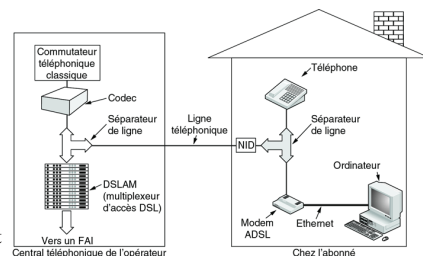 Commutateur
téléphonique
classique
Codec
Séparateur
de ligne
DSLAM
(multiplexeur
d'accès DSL)
Vers un FAI
Central téléphonique de l'opérateur
Ligne
téléphonique
NID
Téléphone
Séparateur
de ligne
Ordinateur
Modem
ADSL
Ethernet
Chez l'abonné